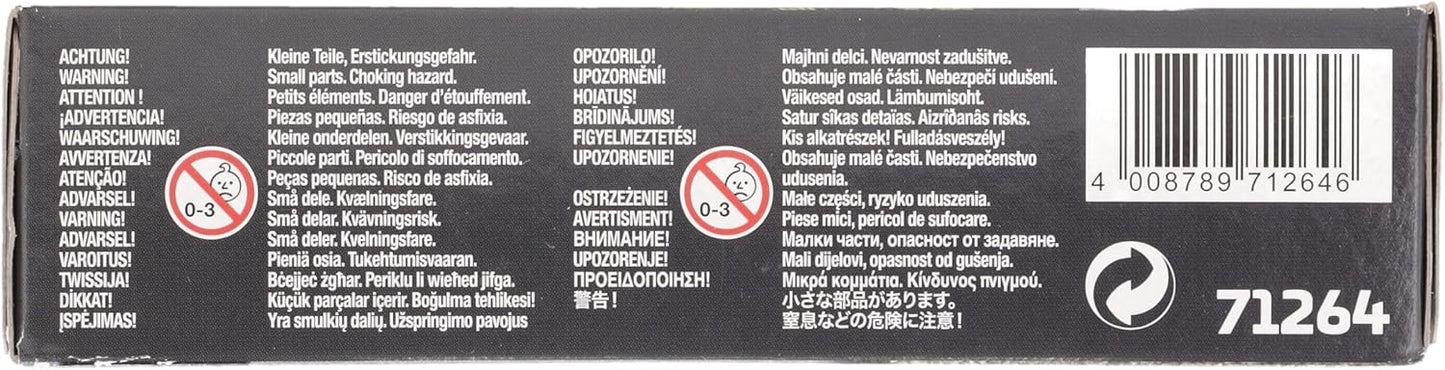 ACHTUNG! Kleine Teile, Erstickungsgefahr.
WARNING! Small parts. Choking hazard.
ATTENTION ! Petits éléments. Danger d'étouffement.
¡ADVERTENCIA! Piezas pequeñas. Riesgo de asfixia.
WAARSCHUWING! Kleine onderdelen. Verstikkingsgevaar.
AVVERTENZA! Piccole parti. Pericolo di soffocamento.
ATENÇÃO! Peças pequenas. Risco de asfixia.
ADVARSEL! Små dele. Kvælningsfare.
VARNING! Små delar. Kvävningsrisk.
ADVARSEL! Små deler. Kvelningsfare.
VAROITUS! Pieniä osia. Tukehtumisvaaran.
TWISSIJA! Bċejjeċ żgħar. Periklu li wieħed jifga.
DİKKAT! Küçük parçalar içerir. Boğulma tehlikesi!
ĮSPĖJIMAS! Yra smulkių dalių. Užspringimo pavojus
0-3
OPOZORILO! Majhni delci. Nevarnost zadušitve.
UPOZORNĚNÍ! Obsahuje malé části. Nebezpečí udušení.
HOIATUS! Väikesed osad. Lämbumisoht.
BRĪDINĀJUMS! Satur sīkas detaļas. Aizrīšanās risks.
FIGYELMEZTETÉS! Kis alkatrészek! Fulladásveszély!
UPOZORNENIE! Obsahuje malé časti. Nebezpečenstvo
udusenia.
OSTRZEŻENIE! Małe części, ryzyko uduszenia.
AVERTISMENT! Piese mici, pericol de sufocare.
ВНИМАНИЕ! Малки части, опасност от задавяне.
UPOZORENJE! Mali dijelovi, opasnost od gušenja.
ΠΡΟΕΙΔΟΠΟΙΗΣΗ! Μικρά κομμάτια. Κίνδυνος πνιγμού.
警告! 小さな部品があります。
窒息などの危険に注意!
0-3
4 008789 712646
71264